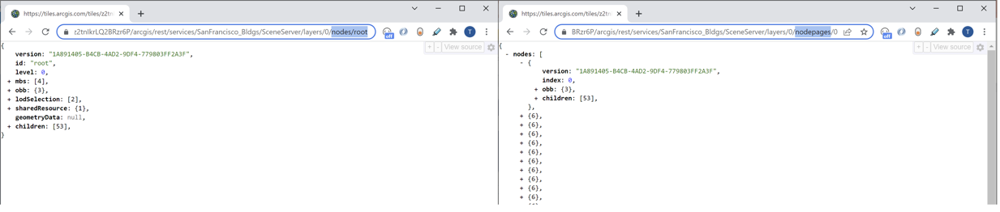 https://tiles.arcgis.com/tiles/z2tn
z2tnIkrLQ2BRzr6P/arcgis/rest/services/SanFrancisco_Bldgs/SceneServer/layers/0/nodes/root
off
T
+ - View source
{
version: "1A891405-B4CB-4AD2-9DF4-779803FF2A3F",
id: "root",
level: 0,
+ mbs: [4],
+ obb: {3},
+ lodSelection: [2],
+ sharedResource: {1},
geometryData: null,
+ children: [53],
}
https://tiles.arcgis.com/tiles/z2tn
BRzr6P/arcgis/rest/services/SanFrancisco_Bldgs/SceneServer/layers/0/nodepages/0
off
T
+ - View source
{
- nodes: [
- {
version: "1A891405-B4CB-4AD2-9DF4-779803FF2A3F",
index: 0,
+ obb: {3},
+ children: [53],
},
+ {6},
+ {6},
+ {6},
+ {6},
+ {6},
+ {6},
+ {6},
+ {6},
+ {6},
+ {6},